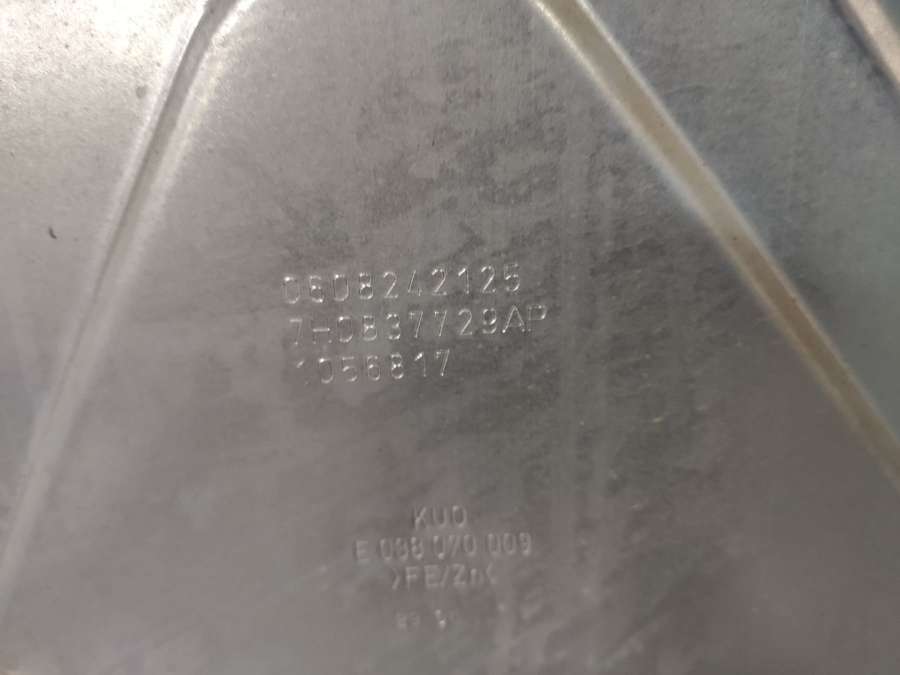 0608242125
7H0837729AP
1056817
KUO
E 038 070 009
>FE/Zn<